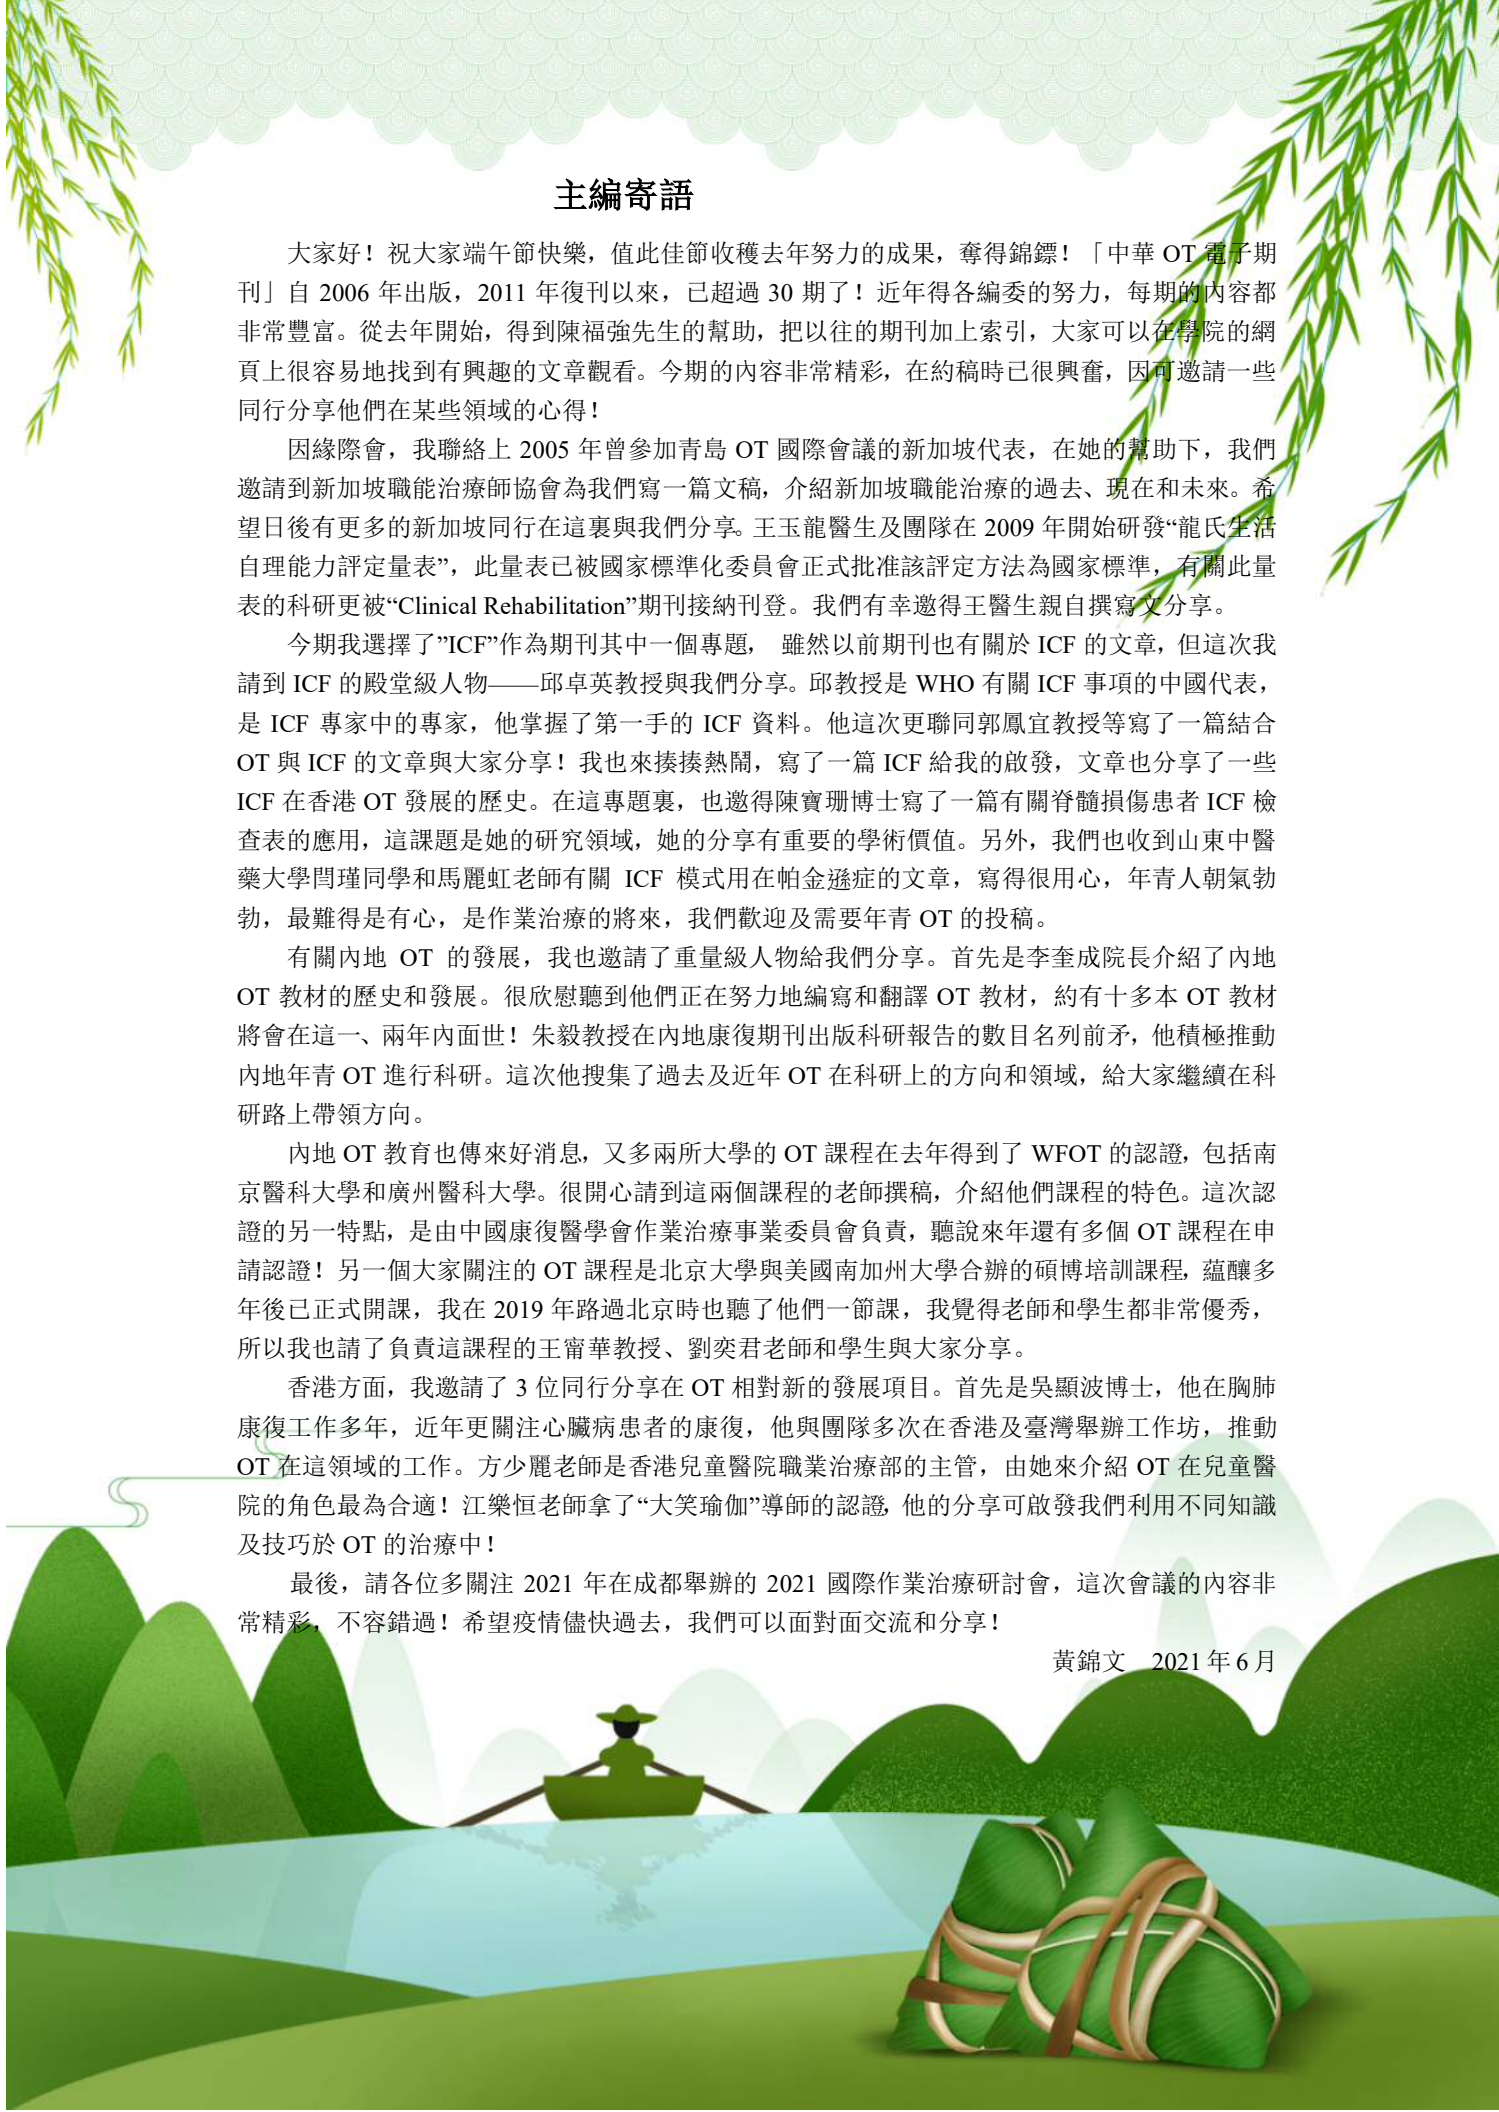 主編寄語
大家好！祝大家端午節快樂，值此佳節收穫去年努力的成果，奪得錦鏢！「中華 OT 電子期
刊」自 2006 年出版，2011 年復刊以來，已超過 30 期了！近年得各編委的努力，每期的內容都
非常豐富。從去年開始，得到陳福強先生的幫助，把以往的期刊加上索引，大家可以在學院的網
頁上很容易地找到有興趣的文章觀看。今期的內容非常精彩，在約稿時已很興奮，因可邀請一些
同行分享他們在某些領域的心得！
因緣際會，我聯絡上 2005 年曾參加青島 OT 國際會議的新加坡代表，在她的幫助下，我們
邀請到新加坡職能治療師協會為我們寫一篇文稿，介紹新加坡職能治療的過去、現在和未來。希
望日後有更多的新加坡同行在這裏與我們分享。王玉龍醫生及團隊在 2009 年開始研發“龍氏生活
自理能力評定量表”，此量表已被國家標準化委員會正式批准該評定方法為國家標準，有關此量
表的科研更被“Clinical Rehabilitation”期刊接納刊登。我們有幸邀得王醫生親自撰寫文分享。
今期我選擇了”ICF”作為期刊其中一個專題， 雖然以前期刊也有關於 ICF 的文章，但這次我
請到 ICF 的殿堂級人物——邱卓英教授與我們分享。邱教授是 WHO 有關 ICF 事項的中國代表，
是 ICF 專家中的專家，他掌握了第一手的 ICF 資料。他這次更聯同郭鳳宜教授等寫了一篇結合
OT 與 ICF 的文章與大家分享！我也來揍揍熱鬧，寫了一篇 ICF 給我的啟發，文章也分享了一些
ICF 在香港 OT 發展的歷史。在這專題裏，也邀得陳寶珊博士寫了一篇有關脊髓損傷患者 ICF 檢
查表的應用，這課題是她的研究領域，她的分享有重要的學術價值。另外，我們也收到山東中醫
藥大學閆瑾同學和馬麗虹老師有關 ICF 模式用在帕金遜症的文章，寫得很用心，年青人朝氣勃
勃，最難得是有心，是作業治療的將來，我們歡迎及需要年青 OT 的投稿。
有關內地 OT 的發展，我也邀請了重量級人物給我們分享。首先是李奎成院長介紹了內地
OT 教材的歷史和發展。很欣慰聽到他們正在努力地編寫和翻譯 OT 教材，約有十多本 OT 教材
將會在這一、兩年內面世！朱毅教授在內地康復期刊出版科研報告的數目名列前矛，他積極推動
內地年青 OT 進行科研。這次他搜集了過去及近年 OT 在科研上的方向和領域，給大家繼續在科
研路上帶領方向。
內地 OT 教育也傳來好消息，又多兩所大學的 OT 課程在去年得到了 WFOT 的認證，包括南
京醫科大學和廣州醫科大學。很開心請到這兩個課程的老師撰稿，介紹他們課程的特色。這次認
證的另一特點，是由中國康復醫學會作業治療事業委員會負責，聽說來年還有多個 OT 課程在申
請認證！另一個大家關注的 OT 課程是北京大學與美國南加州大學合辦的碩博培訓課程，蘊釀多
年後已正式開課，我在 2019 年路過北京時也聽了他們一節課，我覺得老師和學生都非常優秀，
所以我也請了負責這課程的王甯華教授、劉奕君老師和學生與大家分享。
香港方面，我邀請了 3 位同行分享在 OT 相對新的發展項目。首先是吳顯波博士，他在胸肺
康復工作多年，近年更關注心臟病患者的康復，他與團隊多次在香港及臺灣舉辦工作坊，推動
OT 在這領域的工作。方少麗老師是香港兒童醫院職業治療部的主管，由她來介紹 OT 在兒童醫
院的角色最為合適！江樂恒老師拿了“大笑瑜伽”導師的認證，他的分享可啟發我們利用不同知識
及技巧於 OT 的治療中！
最後，請各位多關注 2021 年在成都舉辦的 2021 國際作業治療研討會，這次會議的內容非
常精彩，不容錯過！希望疫情儘快過去，我們可以面對面交流和分享！
黃錦文　2021 年 6 月